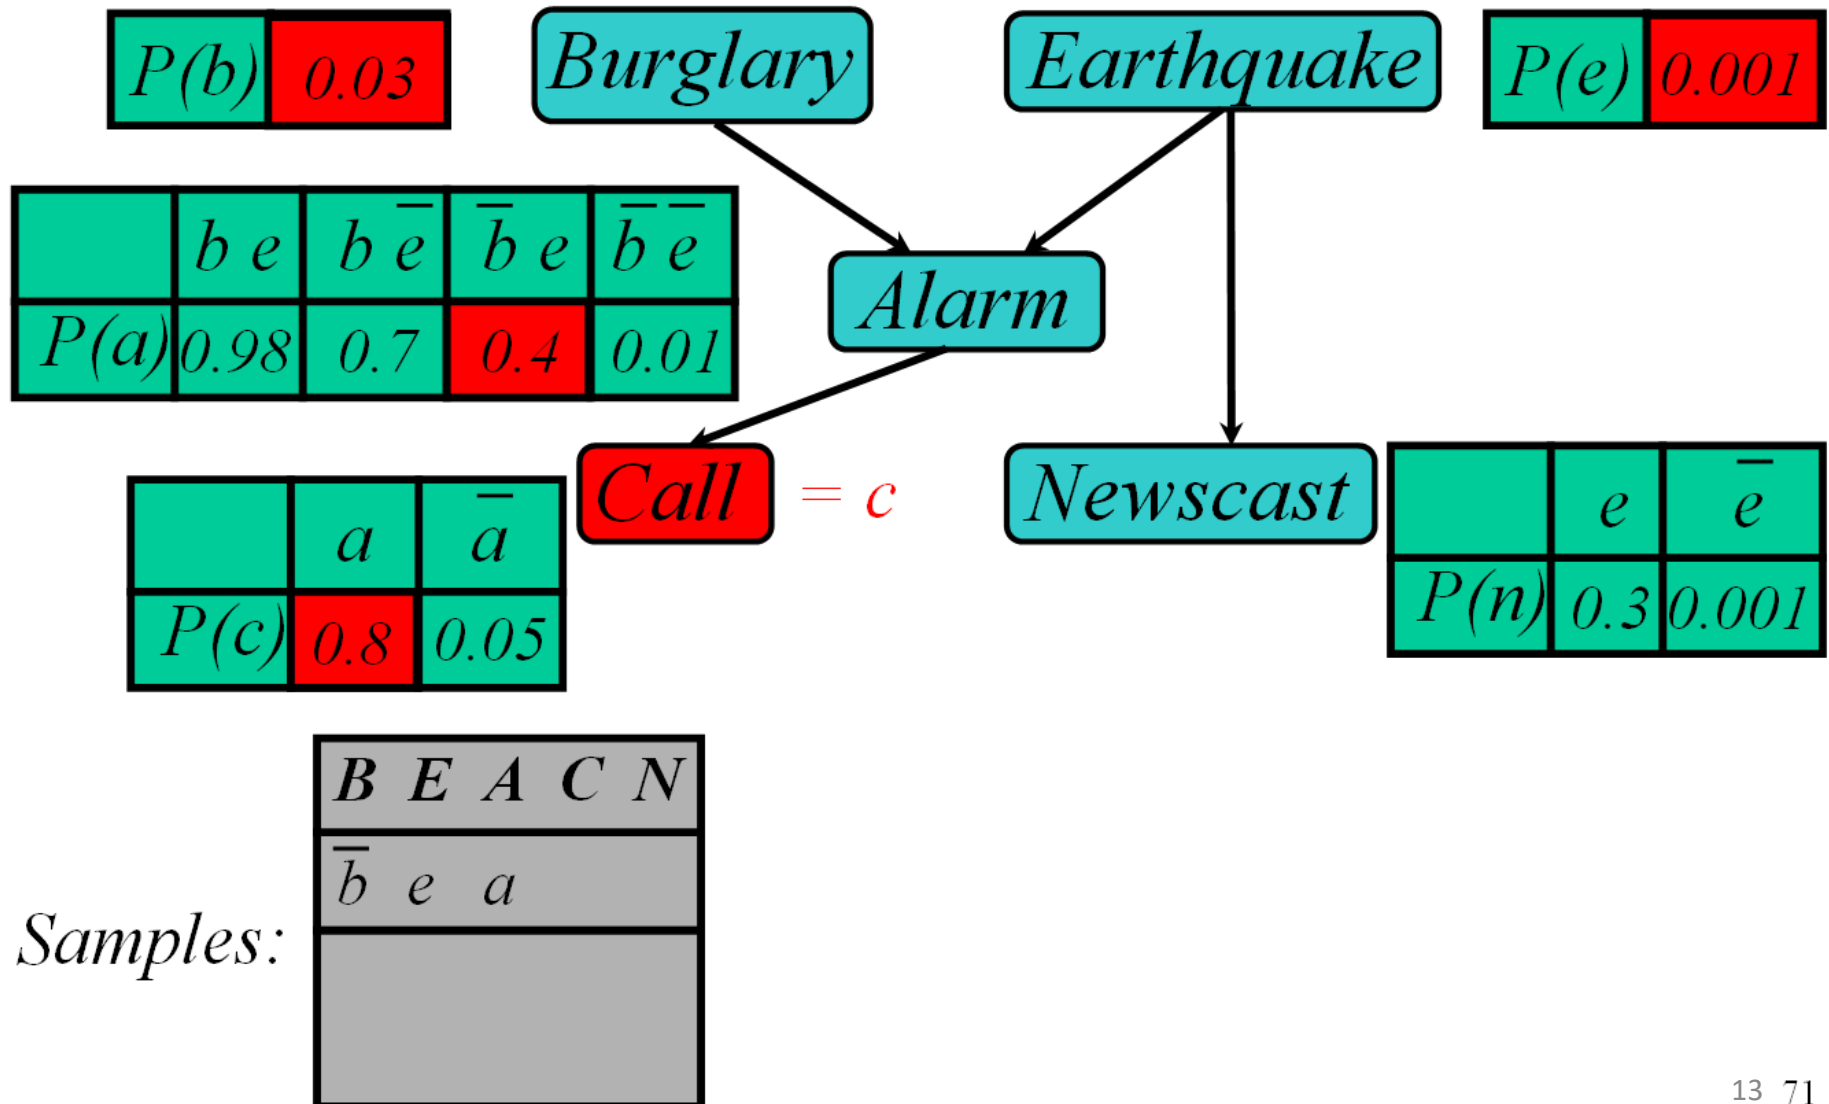 P(b) 0.03
Burglary
Earthquake
P(e) 0.001
b e b e̅ b̅ e b̅ e̅
P(a) 0.98 0.7 0.4 0.01
Alarm
Call = c
Newscast
a a̅
P(c) 0.8 0.05
e e̅
P(n) 0.3 0.001
B E A C N
b̅ e a
Samples:
13 71